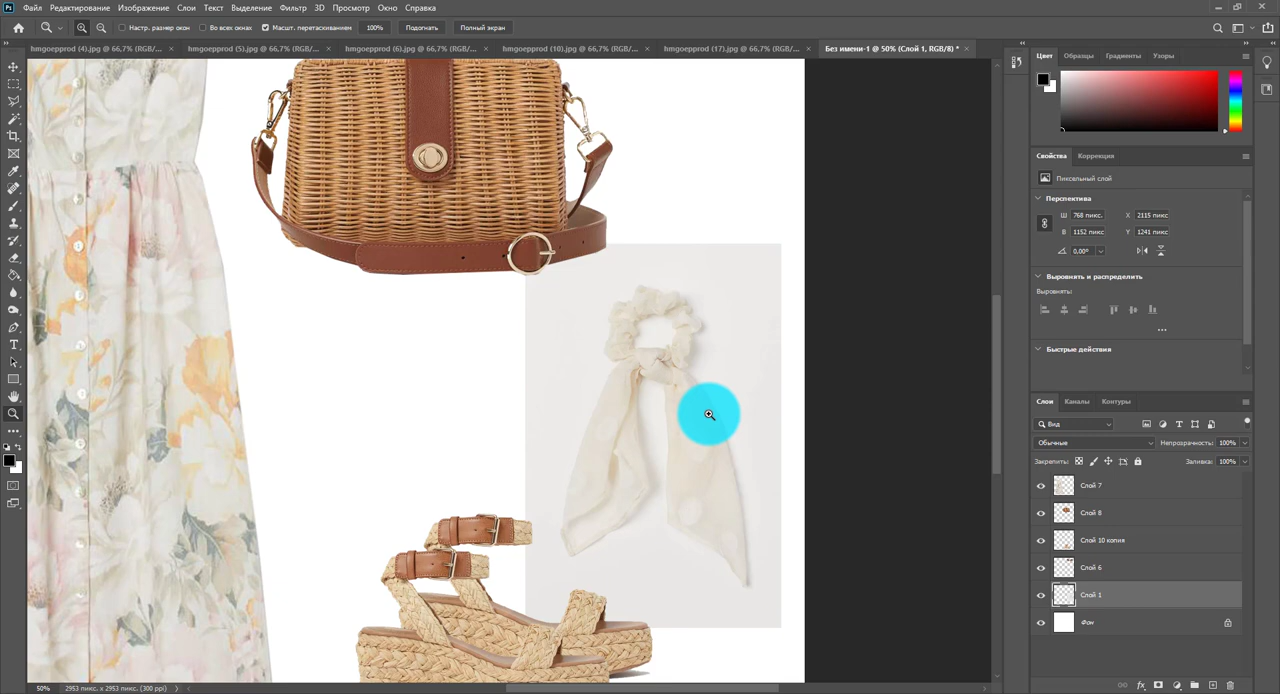 Файл Редактирование Изображение Слои Текст Выделение Фильтр 3D Просмотр Окно Справка
Настр. размер окон Во всех окнах Масшт. перетаскиванием 100% Подогнать Полный экран
hmgoepprod (4).jpg @ 66,7% (RGB/... × hmgoepprod (5).jpg @ 66,7% (RGB/... × hmgoepprod (6).jpg @ 66,7% (RGB/... × hmgoepprod (10).jpg @ 66,7% (RGB/... × hmgoepprod (17).jpg @ 66,7% (RGB/... × Без имени-1 @ 50% (Слой 1, RGB/8) * ×
Цвет Образцы Градиенты Узоры
Свойства Коррекция
Пиксельный слой
Перспектива
Ш 768 пикс. X 2115 пикс
В 1152 пикс Y 1241 пикс
0,00°
Выровнять и распределить
Выровнять:
Быстрые действия
Слои Каналы Контуры
Вид
Обычные Непрозрачность: 100%
Закрепить: Заливка: 100%
Слой 7
Слой 8
Слой 10 копия
Слой 6
Слой 1
Фон
50% 2953 пикс. x 2953 пикс. (300 ppi)